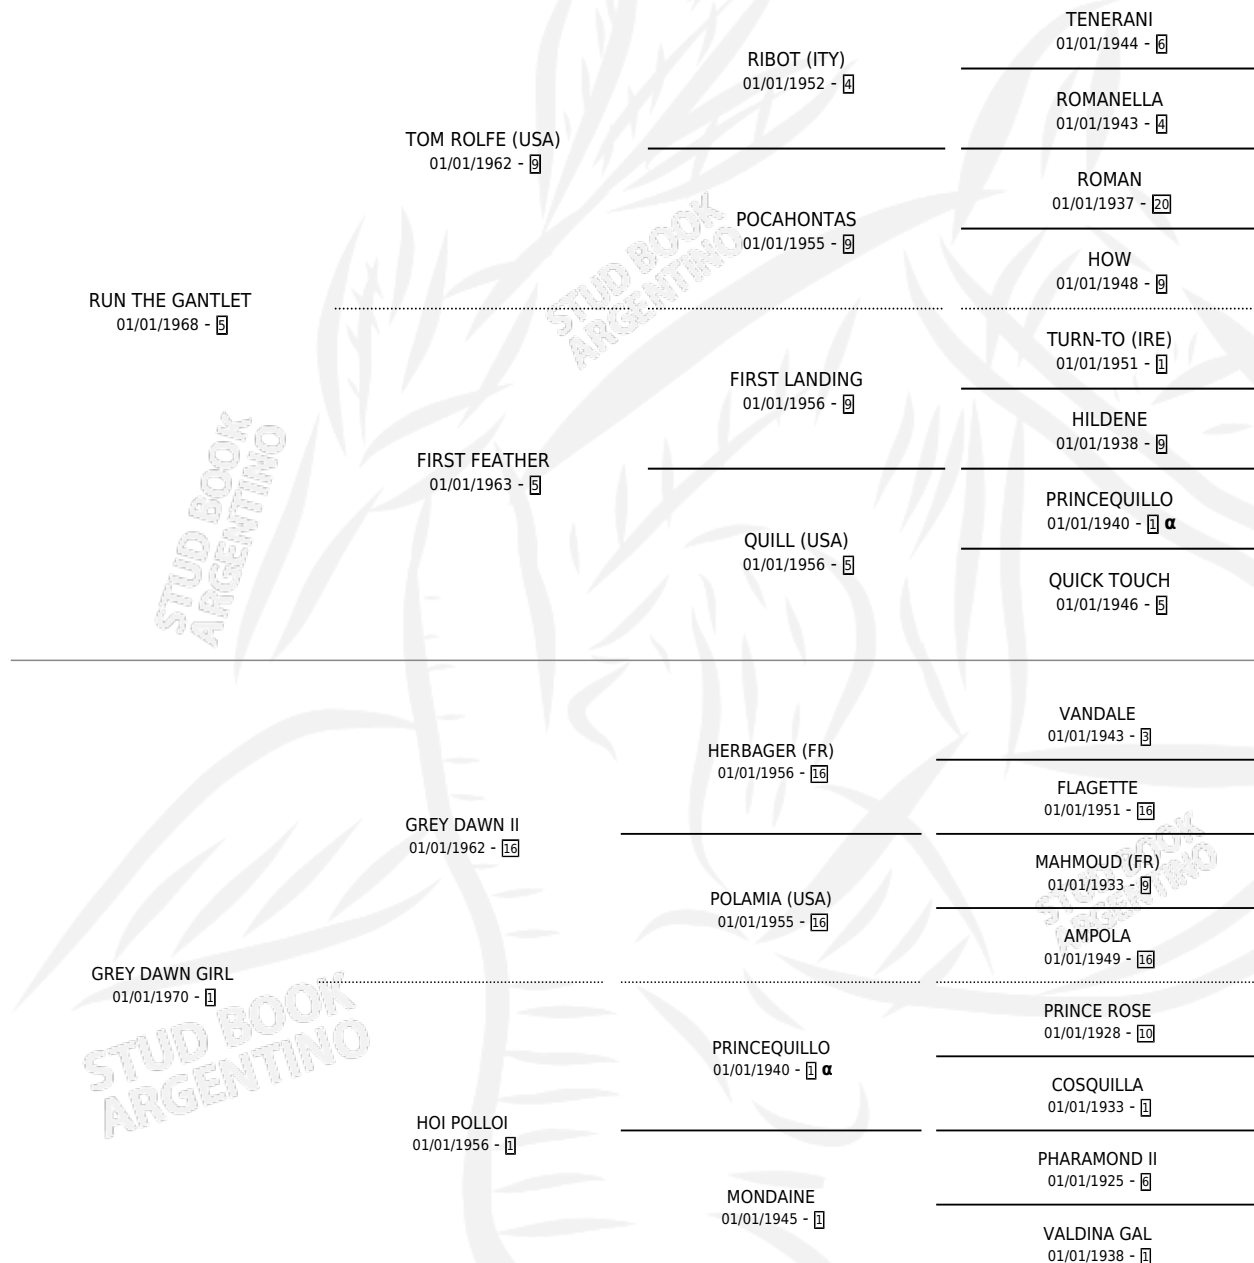 TENERANI
01/01/1944 - 6
RIBOT (ITY)
01/01/1952 - 4
ROMANELLA
01/01/1943 - 4
TOM ROLFE (USA)
01/01/1962 - 9
ROMAN
01/01/1937 - 20
POCAHONTAS
01/01/1955 - 9
HOW
01/01/1948 - 9
STUD BOOK
ARGENTINO
RUN THE GANTLET
01/01/1968 - 5
TURN-TO (IRE)
01/01/1951 - 1
FIRST LANDING
01/01/1956 - 9
HILDENE
01/01/1938 - 9
FIRST FEATHER
01/01/1963 - 5
PRINCEQUILLO
01/01/1940 - 1 α
QUILL (USA)
01/01/1956 - 5
QUICK TOUCH
01/01/1946 - 5
STUD BOOK
ARGENTINO
VANDALE
01/01/1943 - 3
HERBAGER (FR)
01/01/1956 - 16
FLAGETTE
01/01/1951 - 16
GREY DAWN II
01/01/1962 - 16
MAHMOUD (FR)
01/01/1933 - 9
POLAMIA (USA)
01/01/1955 - 16
AMPOLA
01/01/1949 - 16
STUD BOOK
ARGENTINO
GREY DAWN GIRL
01/01/1970 - 1
PRINCE ROSE
01/01/1928 - 10
PRINCEQUILLO
01/01/1940 - 1 α
COSQUILLA
01/01/1933 - 1
HOI POLLOI
01/01/1956 - 1
PHARAMOND II
01/01/1925 - 6
MONDAINE
01/01/1945 - 1
VALDINA GAL
01/01/1938 - 1
STUD BOOK
ARGENTINO